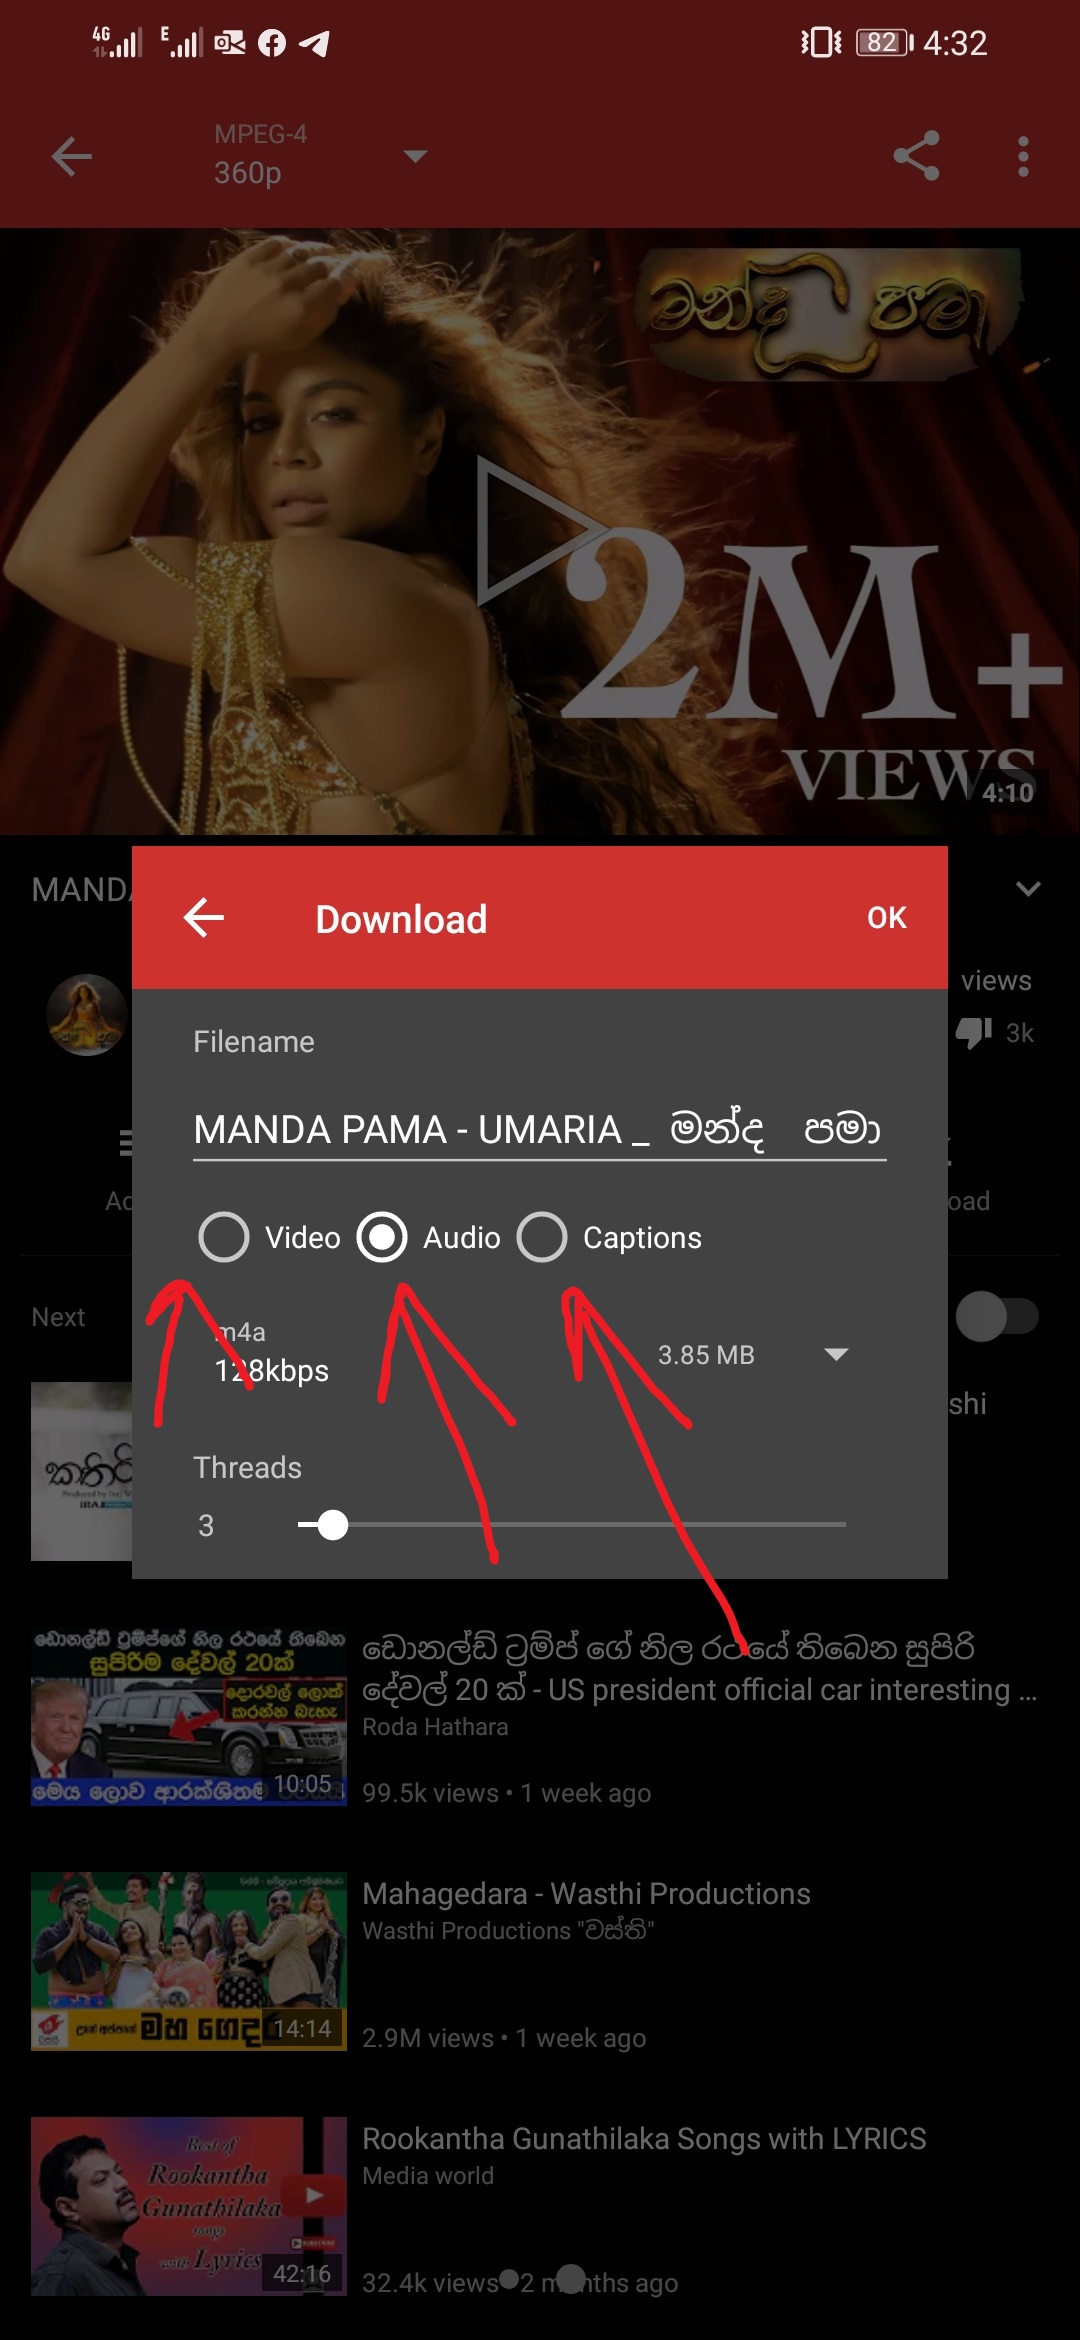 4G E 82 4:32
MPEG-4
360p
මන්ද පමා
2M+
VIEWS
4:10
MANDA
Download OK
views
3k
Filename
MANDA PAMA - UMARIA _ මන්ද පමා
Video Audio Captions
oad
Next
m4a
128kbps
3.85 MB
shi
Threads
3
ඩොනල්ඩ් ට්‍රම්ප්ගේ නිල රථයේ තිබෙන
සුපිරිම දේවල් 20ක්
දොරවල් ලොක්
කරන්න බැහැ
මෙය ලොව ආරක්ශිතම
10:05
ඩොනල්ඩ් ට්‍රම්ප් ගේ නිල රථයේ තිබෙන සුපිරි
දේවල් 20 ක් - US president official car interesting ...
Roda Hathara
99.5k views • 1 week ago
මහ ගෙදර
14:14
Mahagedara - Wasthi Productions
Wasthi Productions "වස්ති"
2.9M views • 1 week ago
Best of
Rookantha
Gunathilaka
songs
with Lyrics
42:16
Rookantha Gunathilaka Songs with LYRICS
Media world
32.4k views 2 months ago